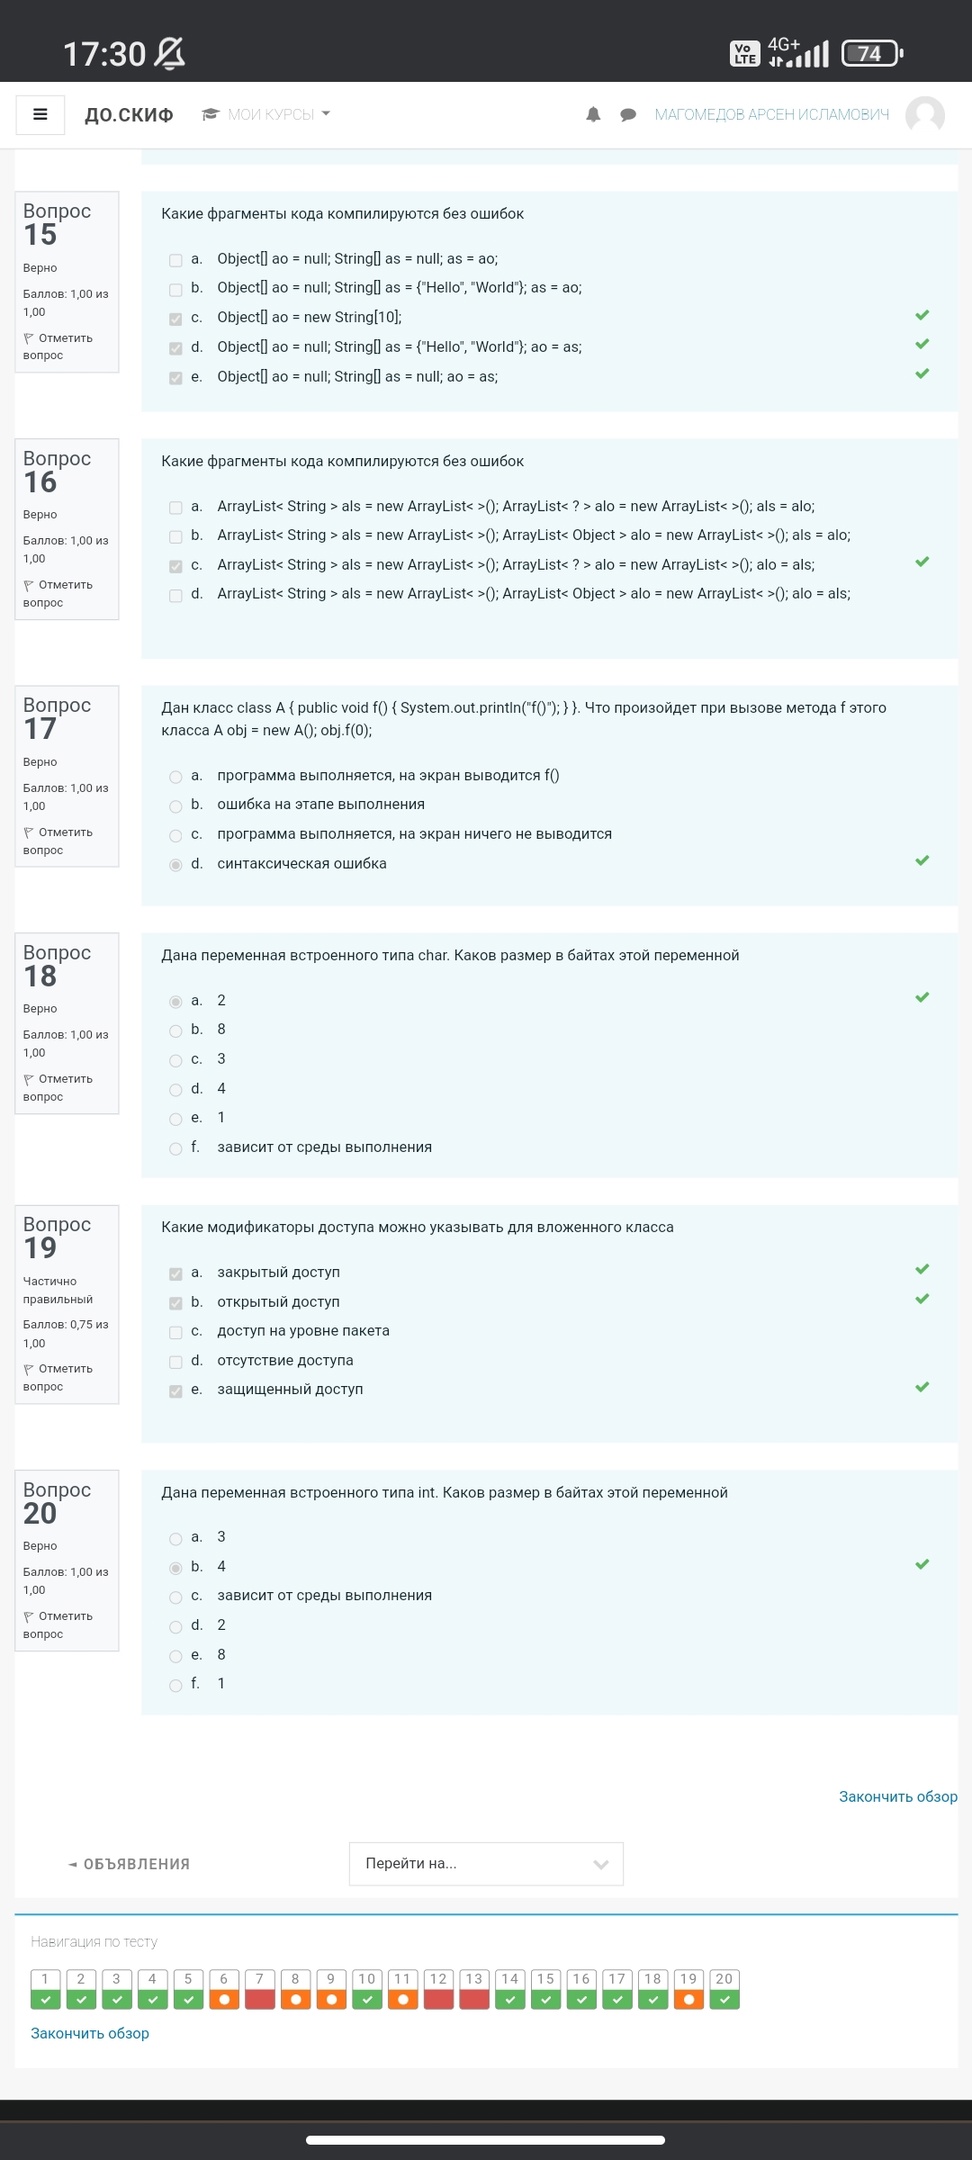 17:30
Vo LTE 4G+ 74
ДО.СКИФ МОИ КУРСЫ МАГОМЕДОВ АРСЕН ИСЛАМОВИЧ
Вопрос
15
Верно
Баллов: 1,00 из
1,00
Отметить
вопрос
Какие фрагменты кода компилируются без ошибок
a. Object[] ao = null; String[] as = null; as = ao;
b. Object[] ao = null; String[] as = {"Hello", "World"}; as = ao;
c. Object[] ao = new String[10];
d. Object[] ao = null; String[] as = {"Hello", "World"}; ao = as;
e. Object[] ao = null; String[] as = null; ao = as;
Вопрос
16
Верно
Баллов: 1,00 из
1,00
Отметить
вопрос
Какие фрагменты кода компилируются без ошибок
a. ArrayList< String > als = new ArrayList< >(); ArrayList< ? > alo = new ArrayList< >(); als = alo;
b. ArrayList< String > als = new ArrayList< >(); ArrayList< Object > alo = new ArrayList< >(); als = alo;
c. ArrayList< String > als = new ArrayList< >(); ArrayList< ? > alo = new ArrayList< >(); alo = als;
d. ArrayList< String > als = new ArrayList< >(); ArrayList< Object > alo = new ArrayList< >(); alo = als;
Вопрос
17
Верно
Баллов: 1,00 из
1,00
Отметить
вопрос
Дан класс class A { public void f() { System.out.println("f()"); } }. Что произойдет при вызове метода f этого
класса A obj = new A(); obj.f(0);
a. программа выполняется, на экран выводится f()
b. ошибка на этапе выполнения
c. программа выполняется, на экран ничего не выводится
d. синтаксическая ошибка
Вопрос
18
Верно
Баллов: 1,00 из
1,00
Отметить
вопрос
Дана переменная встроенного типа char. Каков размер в байтах этой переменной
a. 2
b. 8
c. 3
d. 4
e. 1
f. зависит от среды выполнения
Вопрос
19
Частично
правильный
Баллов: 0,75 из
1,00
Отметить
вопрос
Какие модификаторы доступа можно указывать для вложенного класса
a. закрытый доступ
b. открытый доступ
c. доступ на уровне пакета
d. отсутствие доступа
e. защищенный доступ
Вопрос
20
Верно
Баллов: 1,00 из
1,00
Отметить
вопрос
Дана переменная встроенного типа int. Каков размер в байтах этой переменной
a. 3
b. 4
c. зависит от среды выполнения
d. 2
e. 8
f. 1
Закончить обзор
◄ ОБЪЯВЛЕНИЯ Перейти на...
Навигация по тесту
1 2 3 4 5 6 7 8 9 10 11 12 13 14 15 16 17 18 19 20
Закончить обзор